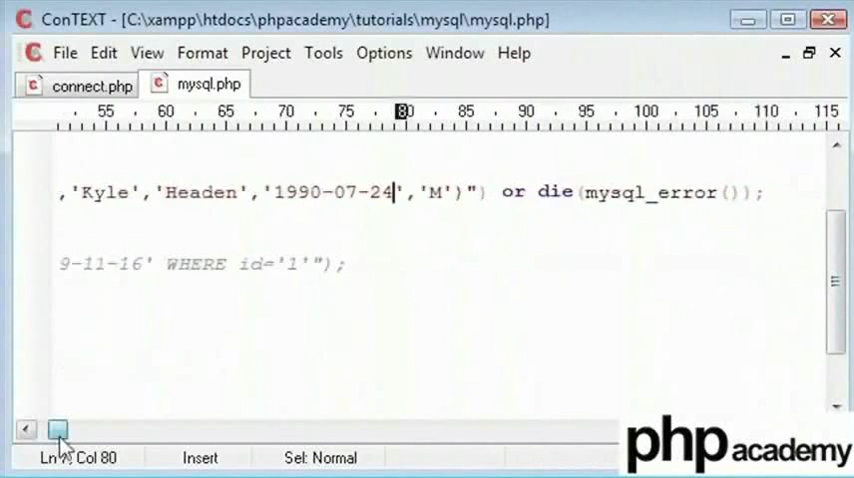 ConTEXT - [C:\xampp\htdocs\phpacademy\tutorials\mysql\mysql.php]
File Edit View Format Project Tools Options Window Help
connect.php mysql.php
55 60 65 70 75 80 85 90 95 100 105 110 115
,'Kyle','Headen','1990-07-24','M')") or die(mysql_error());
9-11-16' WHERE id='1'");
Ln Col 80 Insert Sel: Normal
php academy